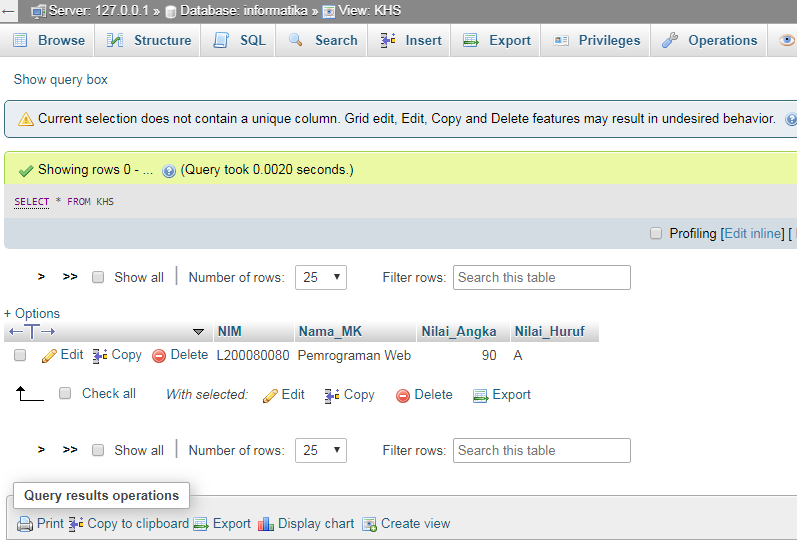 Server: 127.0.0.1 » Database: informatika » View: KHS
Browse Structure SQL Search Insert Export Privileges Operations
Show query box
Current selection does not contain a unique column. Grid edit, Edit, Copy and Delete features may result in undesired behavior.
Showing rows 0 - ... (Query took 0.0020 seconds.)
SELECT * FROM KHS
Profiling [Edit inline] [
> >> Show all | Number of rows: 25 Filter rows: Search this table
+ Options
←T→ NIM Nama_MK Nilai_Angka Nilai_Huruf
Edit Copy Delete L200080080 Pemrograman Web 90 A
Check all With selected: Edit Copy Delete Export
> >> Show all | Number of rows: 25 Filter rows: Search this table
Query results operations
Print Copy to clipboard Export Display chart Create view